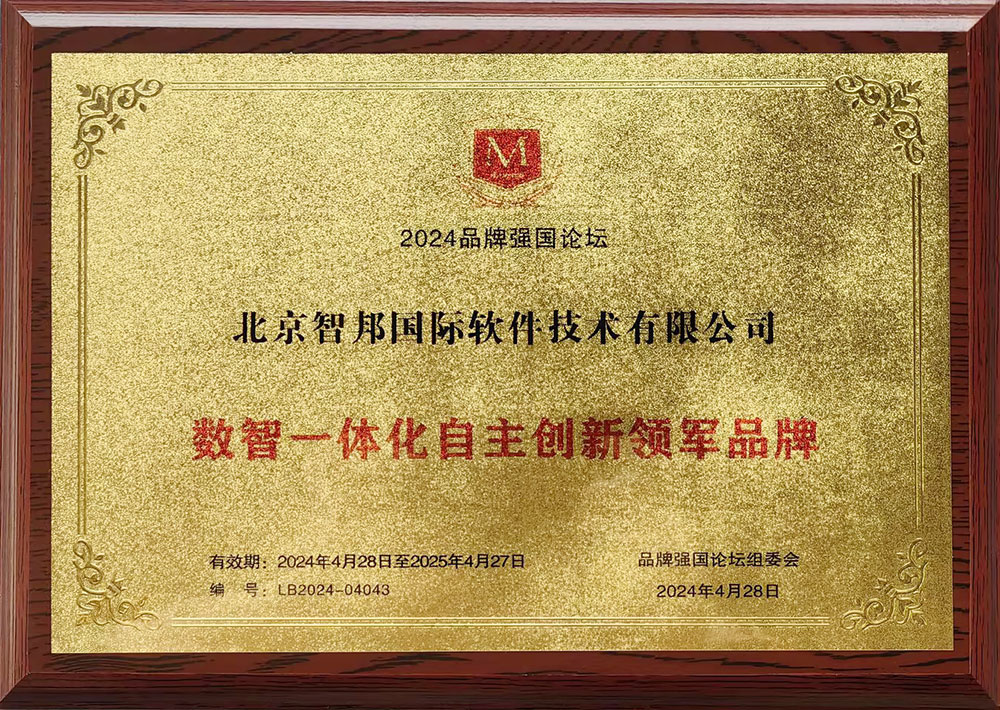 M
2024品牌强国论坛
北京智邦国际软件技术有限公司
数智一体化自主创新领军品牌
有效期：2024年4月28日至2025年4月27日
编 号：LB2024-04043
品牌强国论坛组委会
2024年4月28日